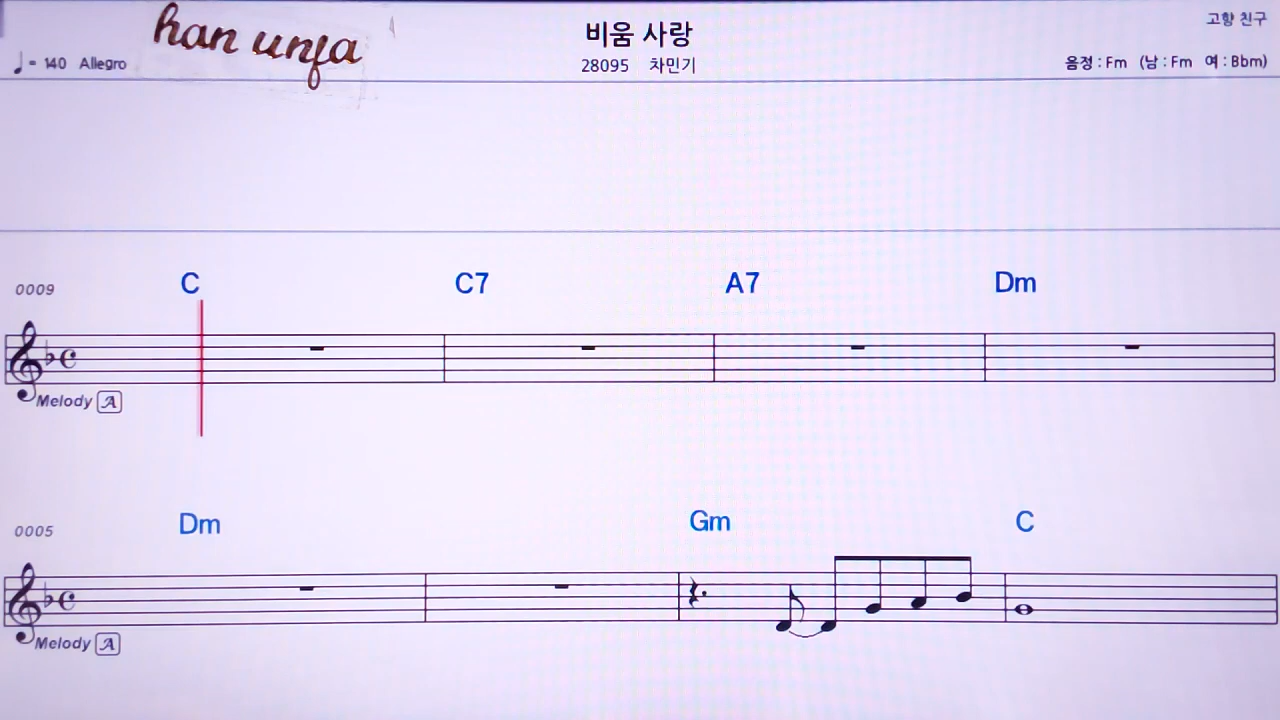 han unfa
비움 사랑
고향 친구
♩= 140 Allegro
28095 차민기
음정 : Fm (남 : Fm 여 : Bbm)
C C7 A7 Dm
0009
Melody A
Dm Gm C
0005
Melody A